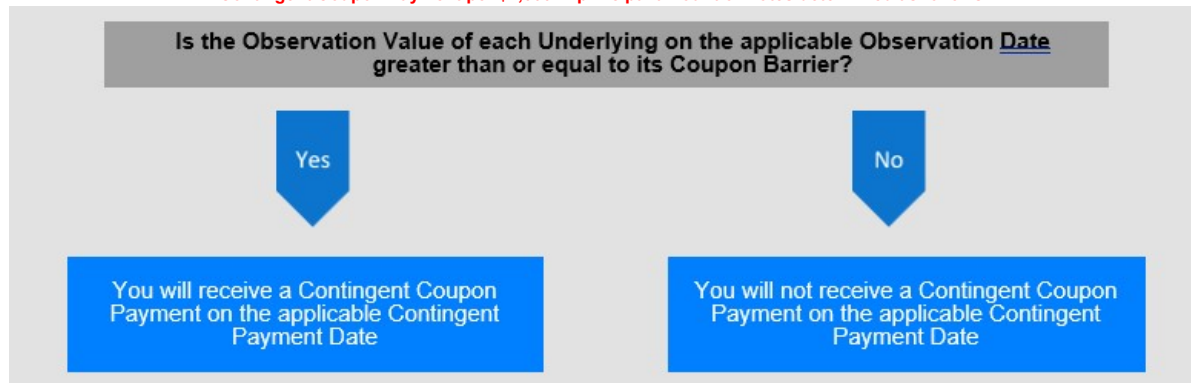 Is the Observation Value of each Underlying on the applicable Observation Date
greater than or equal to its Coupon Barrier?
Yes
No
You will receive a Contingent Coupon
Payment on the applicable Contingent
Payment Date
You will not receive a Contingent Coupon
Payment on the applicable Contingent
Payment Date